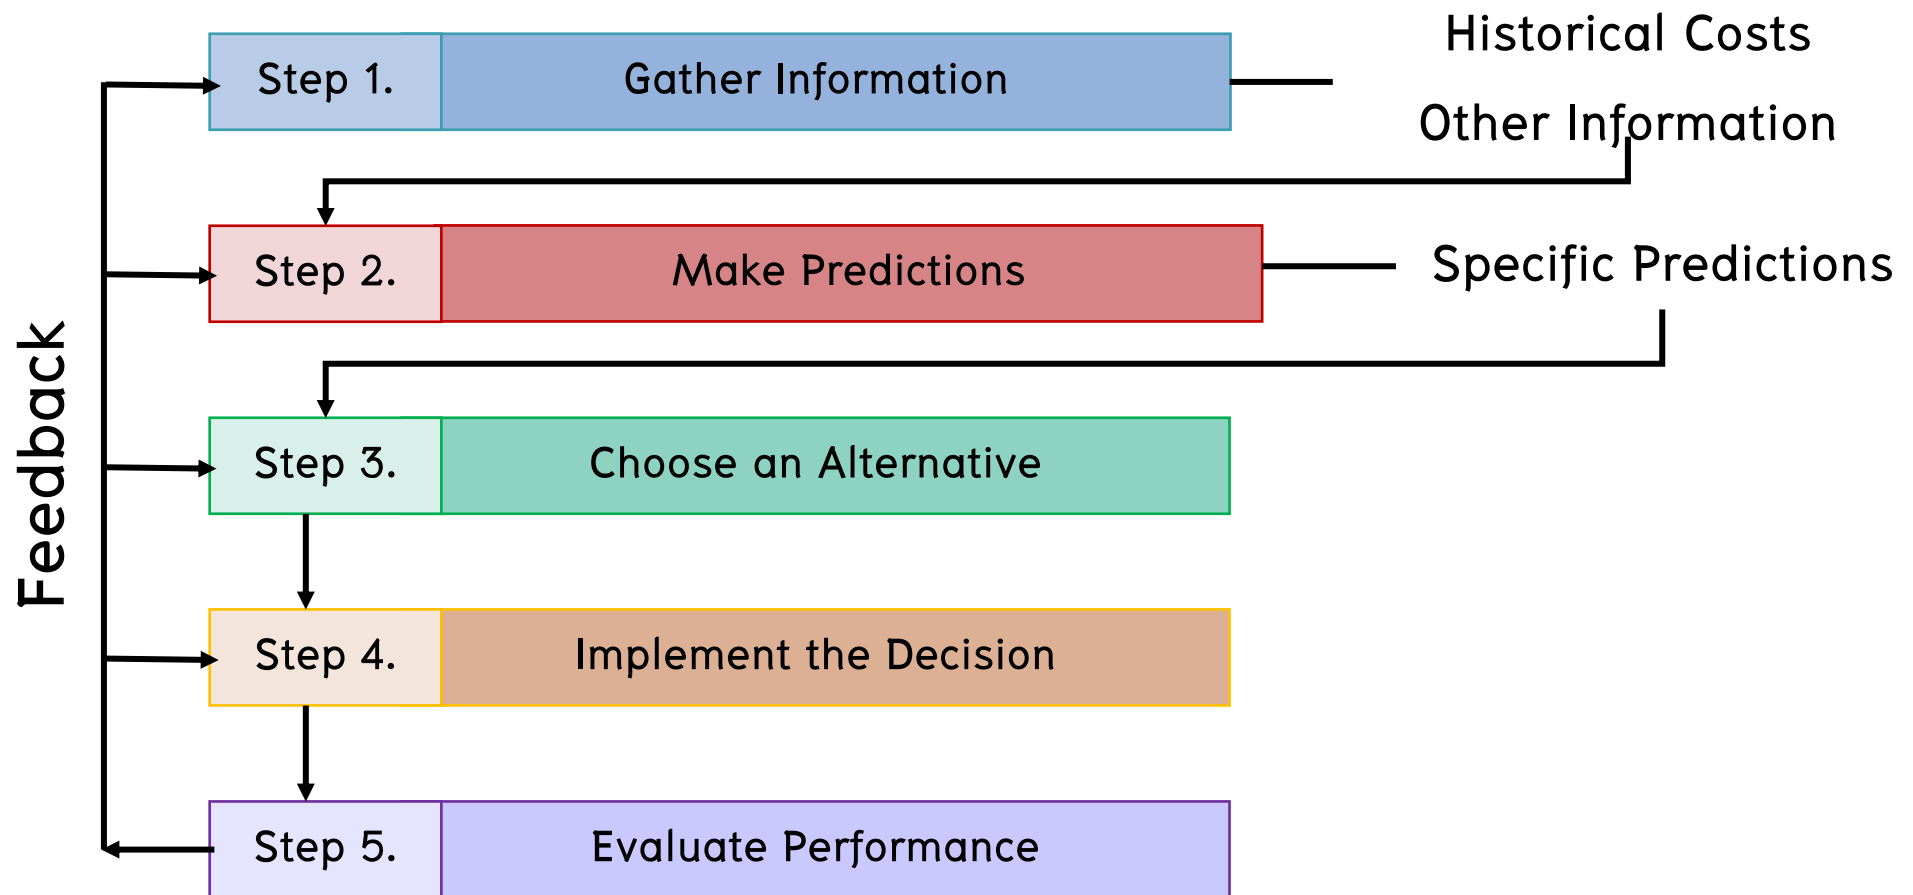 Historical Costs
Step 1. Gather Information
Other Information
Step 2. Make Predictions
Specific Predictions
Feedback
Step 3. Choose an Alternative
Step 4. Implement the Decision
Step 5. Evaluate Performance